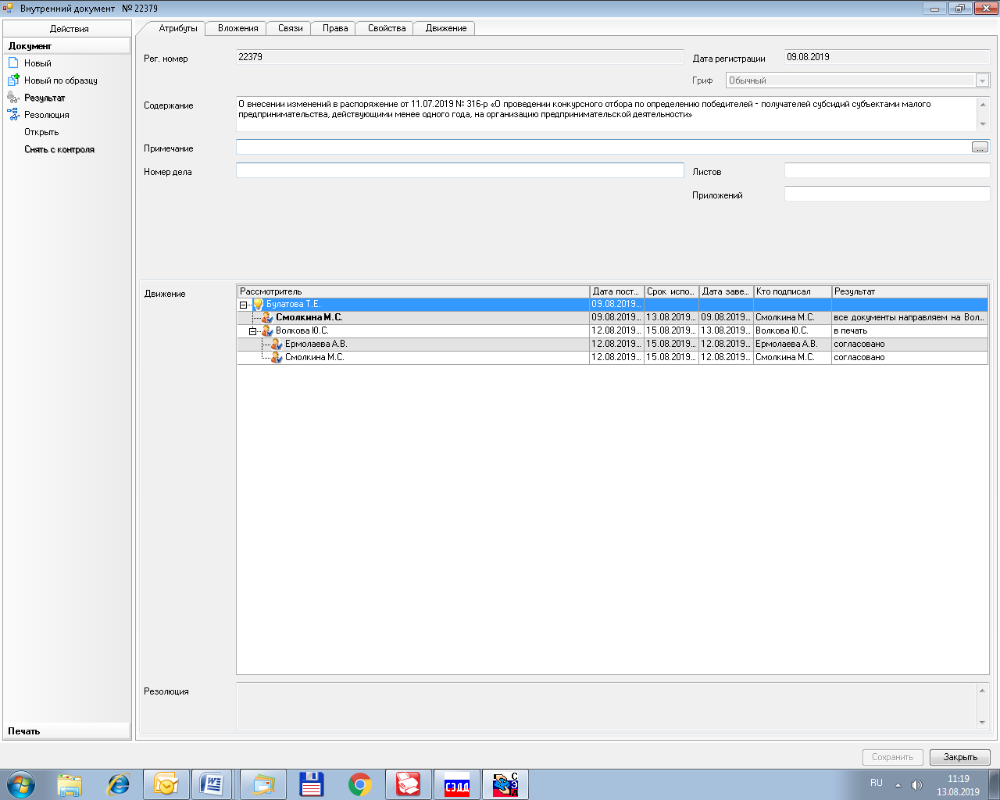 Внутренний документ № 22379
Действия
Документ
Новый
Новый по образцу
Результат
Резолюция
Открыть
Снять с контроля
Печать
Атрибуты Вложения Связи Права Свойства Движение
Рег. номер 22379 Дата регистрации 09.08.2019
Гриф Обычный
Содержание О внесении изменений в распоряжение от 11.07.2019 № 316-р «О проведении конкурсного отбора по определению победителей - получателей субсидий субъектами малого
предпринимательства, действующими менее одного года, на организацию предпринимательской деятельности»
Примечание ...
Номер дела Листов
Приложений
Движение
Рассмотритель Дата пост... Срок испо... Дата заве... Кто подписал Результат
Булатова Т.Е. 09.08.2019...
Смолкина М.С. 09.08.2019... 13.08.2019... 09.08.2019... Смолкина М.С. все документы направляем на Вол...
Волкова Ю.С. 12.08.2019... 15.08.2019... 13.08.2019... Волкова Ю.С. в печать
Ермолаева А.В. 12.08.2019... 15.08.2019... 12.08.2019... Ермолаева А.В. согласовано
Смолкина М.С. 12.08.2019... 15.08.2019... 12.08.2019... Смолкина М.С. согласовано
Резолюция
Сохранить Закрыть
СЭДД СЭД RU 11:19
13.08.2019